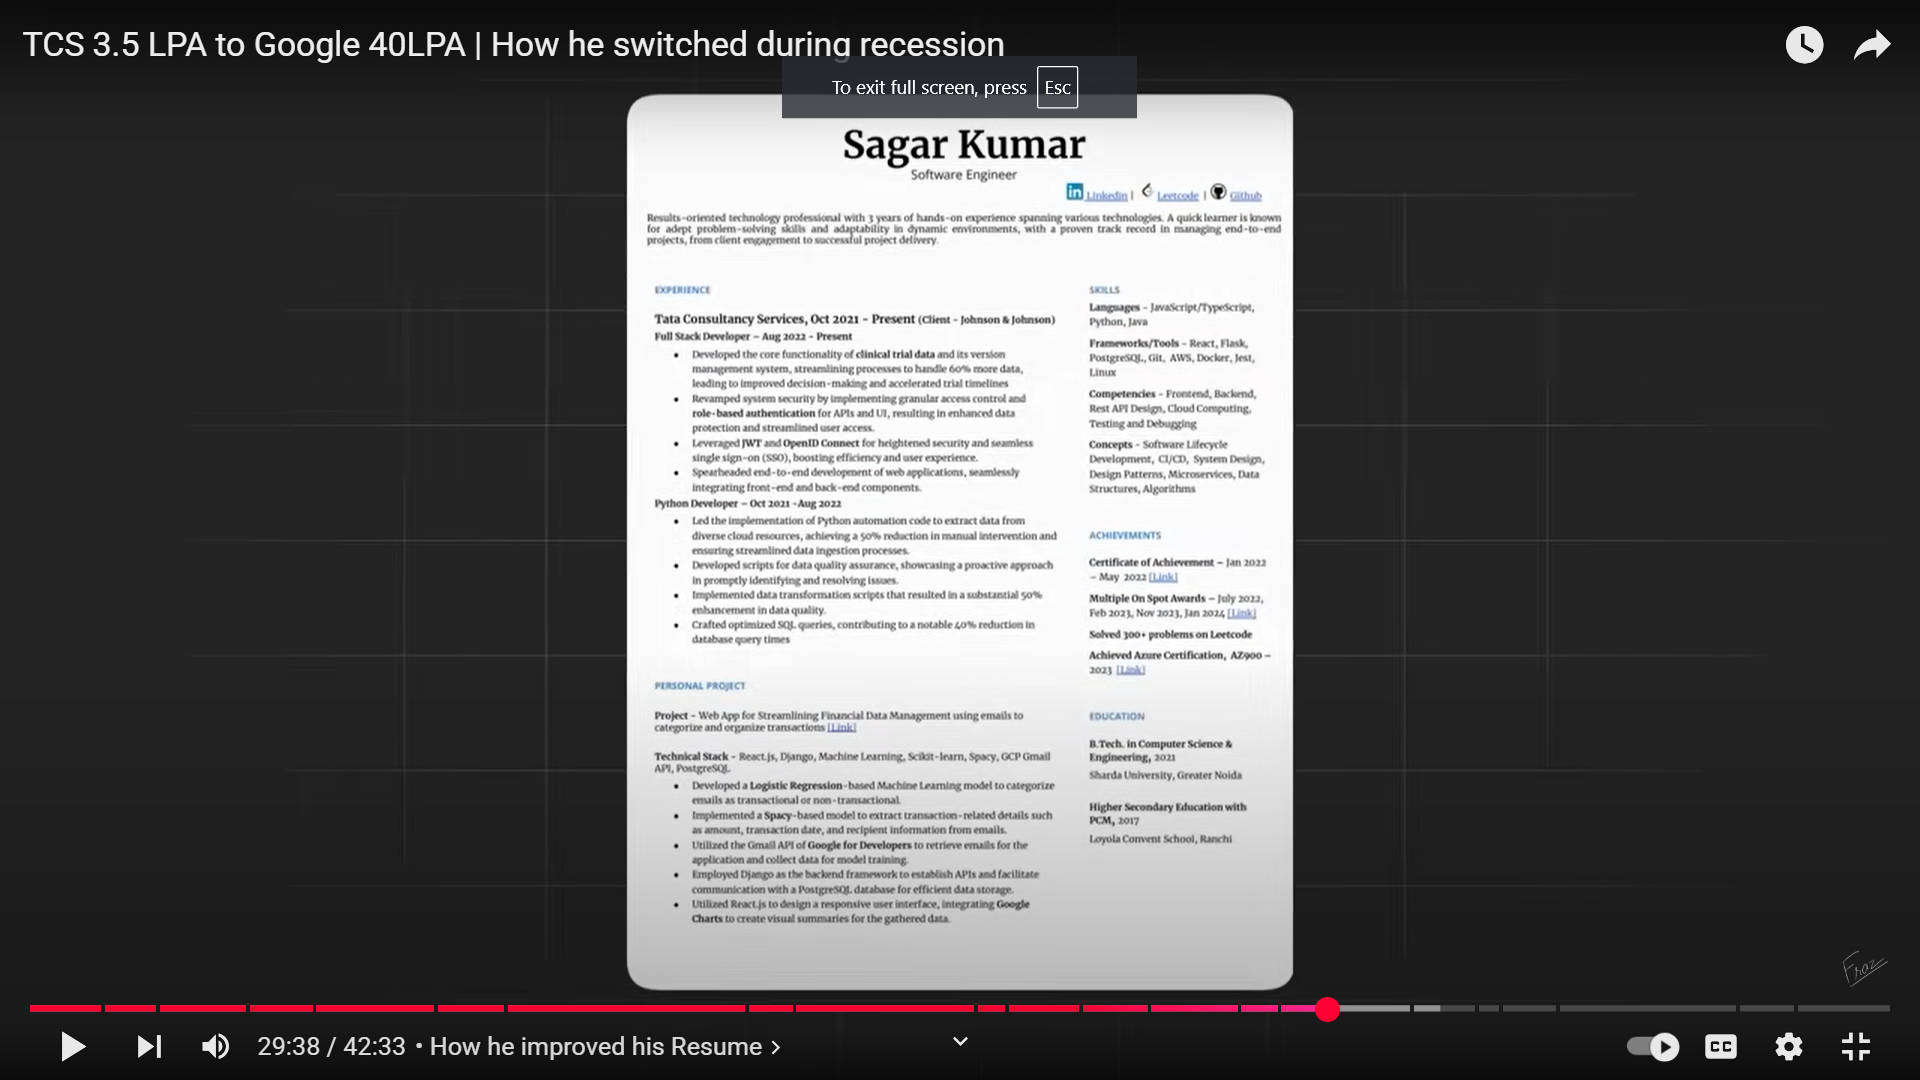 TCS 3.5 LPA to Google 40LPA | How he switched during recession
To exit full screen, press Esc
Sagar Kumar
Software Engineer
in Linkedin | Leetcode | Github
Results-oriented technology professional with 3 years of hands-on experience spanning various technologies. A quick learner is known
for adept problem-solving skills and adaptability in dynamic environments, with a proven track record in managing end-to-end
projects, from client engagement to successful project delivery.
EXPERIENCE
Tata Consultancy Services, Oct 2021 - Present (Client - Johnson & Johnson)
Full Stack Developer – Aug 2022 - Present
• Developed the core functionality of clinical trial data and its version
management system, streamlining processes to handle 60% more data,
leading to improved decision-making and accelerated trial timelines
• Revamped system security by implementing granular access control and
role-based authentication for APIs and UI, resulting in enhanced data
protection and streamlined user access.
• Leveraged JWT and OpenID Connect for heightened security and seamless
single sign-on (SSO), boosting efficiency and user experience.
• Spearheaded end-to-end development of web applications, seamlessly
integrating front-end and back-end components.
Python Developer – Oct 2021 -Aug 2022
• Led the implementation of Python automation code to extract data from
diverse cloud resources, achieving a 50% reduction in manual intervention and
ensuring streamlined data ingestion processes.
• Developed scripts for data quality assurance, showcasing a proactive approach
in promptly identifying and resolving issues.
• Implemented data transformation scripts that resulted in a substantial 50%
enhancement in data quality.
• Crafted optimized SQL queries, contributing to a notable 40% reduction in
database query times
PERSONAL PROJECT
Project - Web App for Streamlining Financial Data Management using emails to
categorize and organize transactions [Link]
Technical Stack - React.js, Django, Machine Learning, Scikit-learn, Spacy, GCP Gmail
API, PostgreSQL
• Developed a Logistic Regression-based Machine Learning model to categorize
emails as transactional or non-transactional.
• Implemented a Spacy-based model to extract transaction-related details such
as amount, transaction date, and recipient information from emails.
• Utilized the Gmail API of Google for Developers to retrieve emails for the
application and collect data for model training.
• Employed Django as the backend framework to establish APIs and facilitate
communication with a PostgreSQL database for efficient data storage.
• Utilized React.js to design a responsive user interface, integrating Google
Charts to create visual summaries for the gathered data.
SKILLS
Languages - JavaScript/TypeScript,
Python, Java
Frameworks/Tools - React, Flask,
PostgreSQL, Git, AWS, Docker, Jest,
Linux
Competencies - Frontend, Backend,
Rest API Design, Cloud Computing,
Testing and Debugging
Concepts - Software Lifecycle
Development, CI/CD, System Design,
Design Patterns, Microservices, Data
Structures, Algorithms
ACHIEVEMENTS
Certificate of Achievement – Jan 2022
– May 2022 [Link]
Multiple On Spot Awards – July 2022,
Feb 2023, Nov 2023, Jan 2024 [Link]
Solved 300+ problems on Leetcode
Achieved Azure Certification, AZ900 –
2023 [Link]
EDUCATION
B.Tech. in Computer Science &
Engineering, 2021
Sharda University, Greater Noida
Higher Secondary Education with
PCM, 2017
Loyola Convent School, Ranchi
Fraz
29:38 / 42:33 • How he improved his Resume
CC